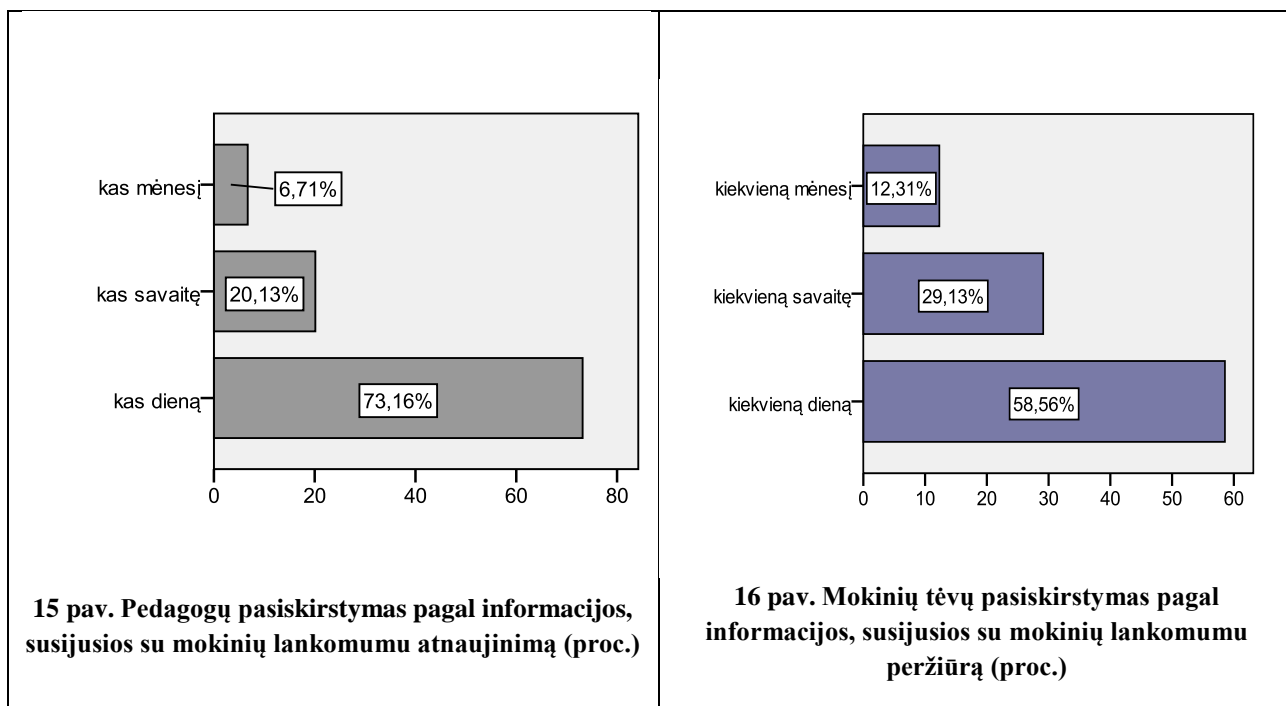 kas mėnesį
6,71%
kas savaitę
20,13%
kas dieną
73,16%
0 20 40 60 80
15 pav. Pedagogų pasiskirstymas pagal informacijos,
susijusios su mokinių lankomumu atnaujinimą (proc.)
kiekvieną mėnesį
12,31%
kiekvieną savaitę
29,13%
kiekvieną dieną
58,56%
0 10 20 30 40 50 60
16 pav. Mokinių tėvų pasiskirstymas pagal
informacijos, susijusios su mokinių lankomumu
peržiūrą (proc.)